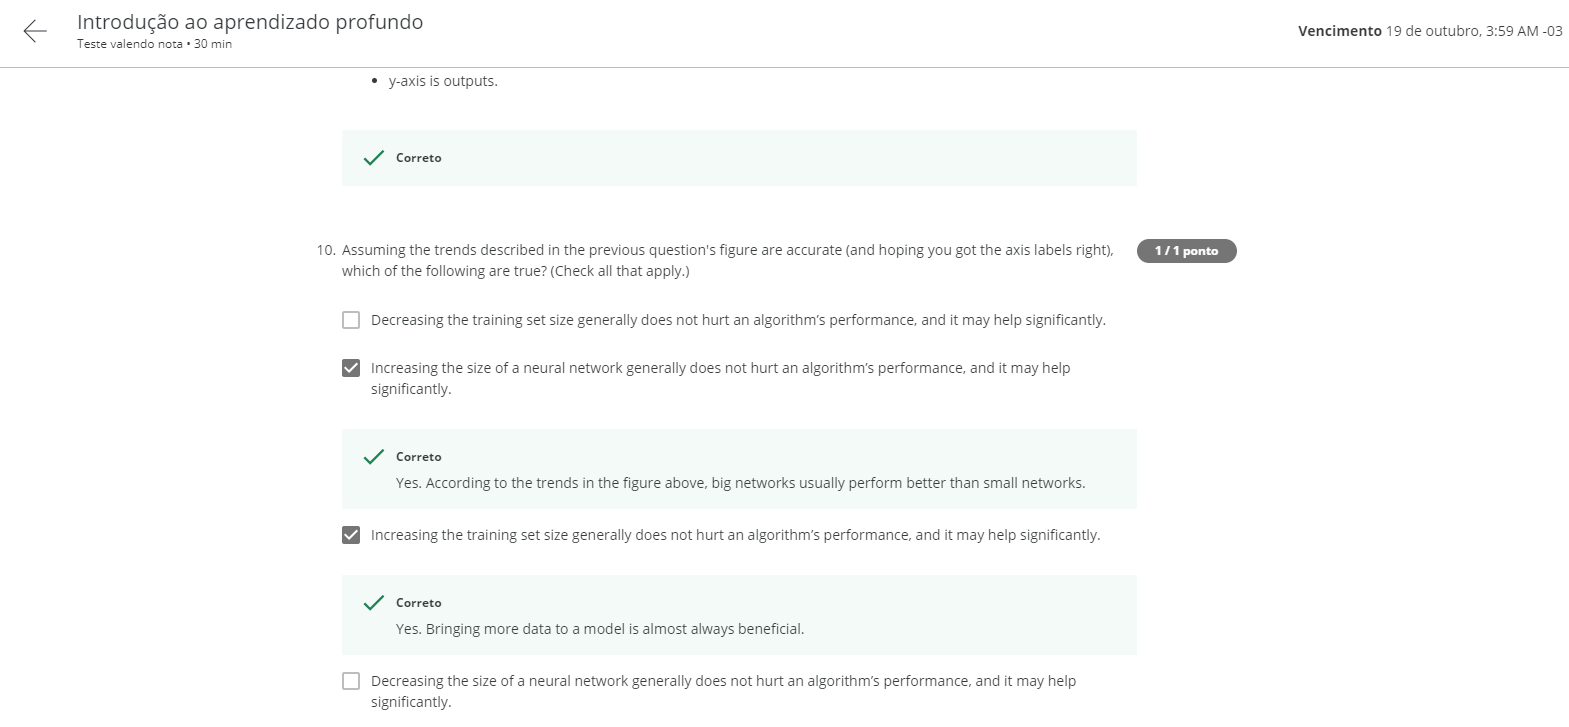 Introdução ao aprendizado profundo
Teste valendo nota • 30 min
Vencimento 19 de outubro, 3:59 AM -03
• y-axis is outputs.
Correto
10. Assuming the trends described in the previous question's figure are accurate (and hoping you got the axis labels right),
which of the following are true? (Check all that apply.)
1 / 1 ponto
Decreasing the training set size generally does not hurt an algorithm’s performance, and it may help significantly.
Increasing the size of a neural network generally does not hurt an algorithm’s performance, and it may help
significantly.
Correto
Yes. According to the trends in the figure above, big networks usually perform better than small networks.
Increasing the training set size generally does not hurt an algorithm’s performance, and it may help significantly.
Correto
Yes. Bringing more data to a model is almost always beneficial.
Decreasing the size of a neural network generally does not hurt an algorithm’s performance, and it may help
significantly.